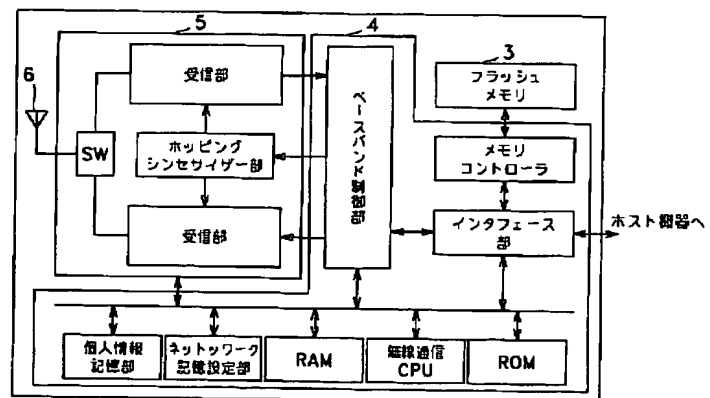 5
4
6
3
受信部
フラッシュ
メモリ
SW
ホッピング
シンセサイザー部
ベースバンド
メモリ
コントローラ
受信部
インタフェース
部
ホスト機器へ
個人情報
記憶部
ネットッワーク
記憶設定部
RAM
無線通信
CPU
ROM